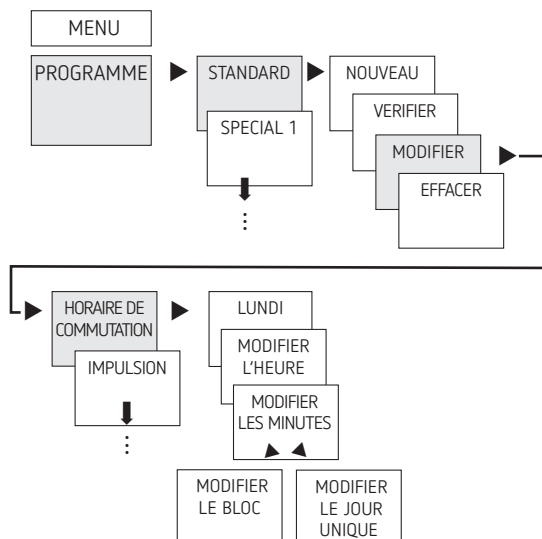 MENU
PROGRAMME
STANDARD
SPECIAL 1
NOUVEAU
VERIFIER
MODIFIER
EFFACER
HORAIRE DE
COMMUTATION
IMPULSION
LUNDI
MODIFIER
L'HEURE
MODIFIER
LES MINUTES
MODIFIER
LE BLOC
MODIFIER
LE JOUR
UNIQUE